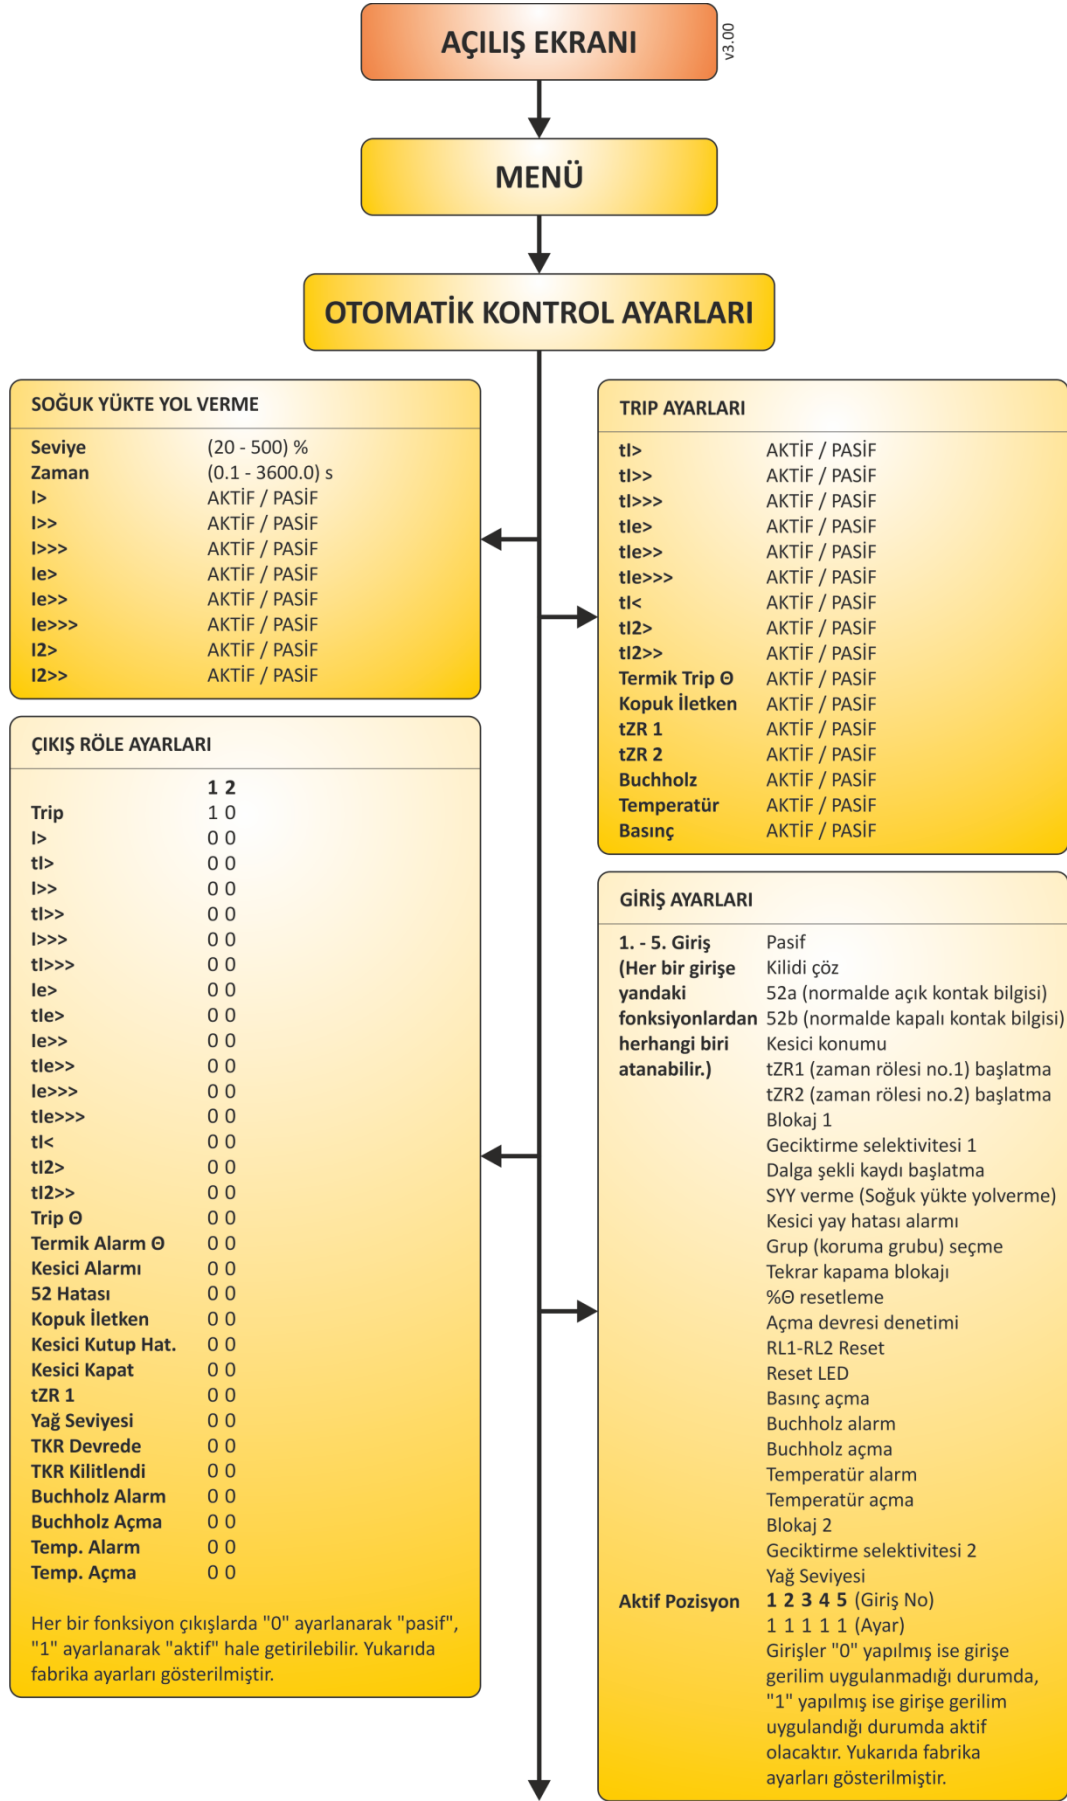 AÇILIŞ EKRANI
v3.00
MENÜ
OTOMATİK KONTROL AYARLARI
SOĞUK YÜKTE YOL VERME
Seviye (20 - 500) %
Zaman (0.1 - 3600.0) s
I> AKTİF / PASİF
I>> AKTİF / PASİF
I>>> AKTİF / PASİF
Ie> AKTİF / PASİF
Ie>> AKTİF / PASİF
Ie>>> AKTİF / PASİF
I2> AKTİF / PASİF
I2>> AKTİF / PASİF
TRIP AYARLARI
tI> AKTİF / PASİF
tI>> AKTİF / PASİF
tI>>> AKTİF / PASİF
tIe> AKTİF / PASİF
tIe>> AKTİF / PASİF
tIe>>> AKTİF / PASİF
tI< AKTİF / PASİF
tI2> AKTİF / PASİF
tI2>> AKTİF / PASİF
Termik Trip Θ AKTİF / PASİF
Kopuk İletken AKTİF / PASİF
tZR 1 AKTİF / PASİF
tZR 2 AKTİF / PASİF
Buchholz AKTİF / PASİF
Temperatür AKTİF / PASİF
Basınç AKTİF / PASİF
ÇIKIŞ RÖLE AYARLARI
1 2
Trip 1 0
I> 0 0
tI> 0 0
I>> 0 0
tI>> 0 0
I>>> 0 0
tI>>> 0 0
Ie> 0 0
tIe> 0 0
Ie>> 0 0
tIe>> 0 0
Ie>>> 0 0
tIe>>> 0 0
tI< 0 0
tI2> 0 0
tI2>> 0 0
Trip Θ 0 0
Termik Alarm Θ 0 0
Kesici Alarmı 0 0
52 Hatası 0 0
Kopuk İletken 0 0
Kesici Kutup Hat. 0 0
Kesici Kapat 0 0
tZR 1 0 0
Yağ Seviyesi 0 0
TKR Devrede 0 0
TKR Kilitlendi 0 0
Buchholz Alarm 0 0
Buchholz Açma 0 0
Temp. Alarm 0 0
Temp. Açma 0 0
Her bir fonksiyon çıkışlarda "0" ayarlanarak "pasif",
"1" ayarlanarak "aktif" hale getirilebilir. Yukarıda
fabrika ayarları gösterilmiştir.
GİRİŞ AYARLARI
1. - 5. Giriş Pasif
(Her bir girişe Kilidi çöz
yandaki 52a (normalde açık kontak bilgisi)
fonksiyonlardan 52b (normalde kapalı kontak bilgisi)
herhangi biri Kesici konumu
atanabilir.) tZR1 (zaman rölesi no.1) başlatma
tZR2 (zaman rölesi no.2) başlatma
Blokaj 1
Geciktirme selektivitesi 1
Dalga şekli kaydı başlatma
SYY verme (Soğuk yükte yolverme)
Kesici yay hatası alarmı
Grup (koruma grubu) seçme
Tekrar kapama blokajı
%Θ resetleme
Açma devresi denetimi
RL1-RL2 Reset
Reset LED
Basınç açma
Buchholz alarm
Buchholz açma
Temperatür alarm
Temperatür açma
Blokaj 2
Geciktirme selektivitesi 2
Yağ Seviyesi
Aktif Pozisyon 1 2 3 4 5 (Giriş No)
1 1 1 1 1 (Ayar)
Girişler "0" yapılmış ise girişe
gerilim uygulanmadığı durumda,
"1" yapılmış ise girişe gerilim
uygulandığı durumda aktif
olacaktır. Yukarıda fabrika
ayarları gösterilmiştir.